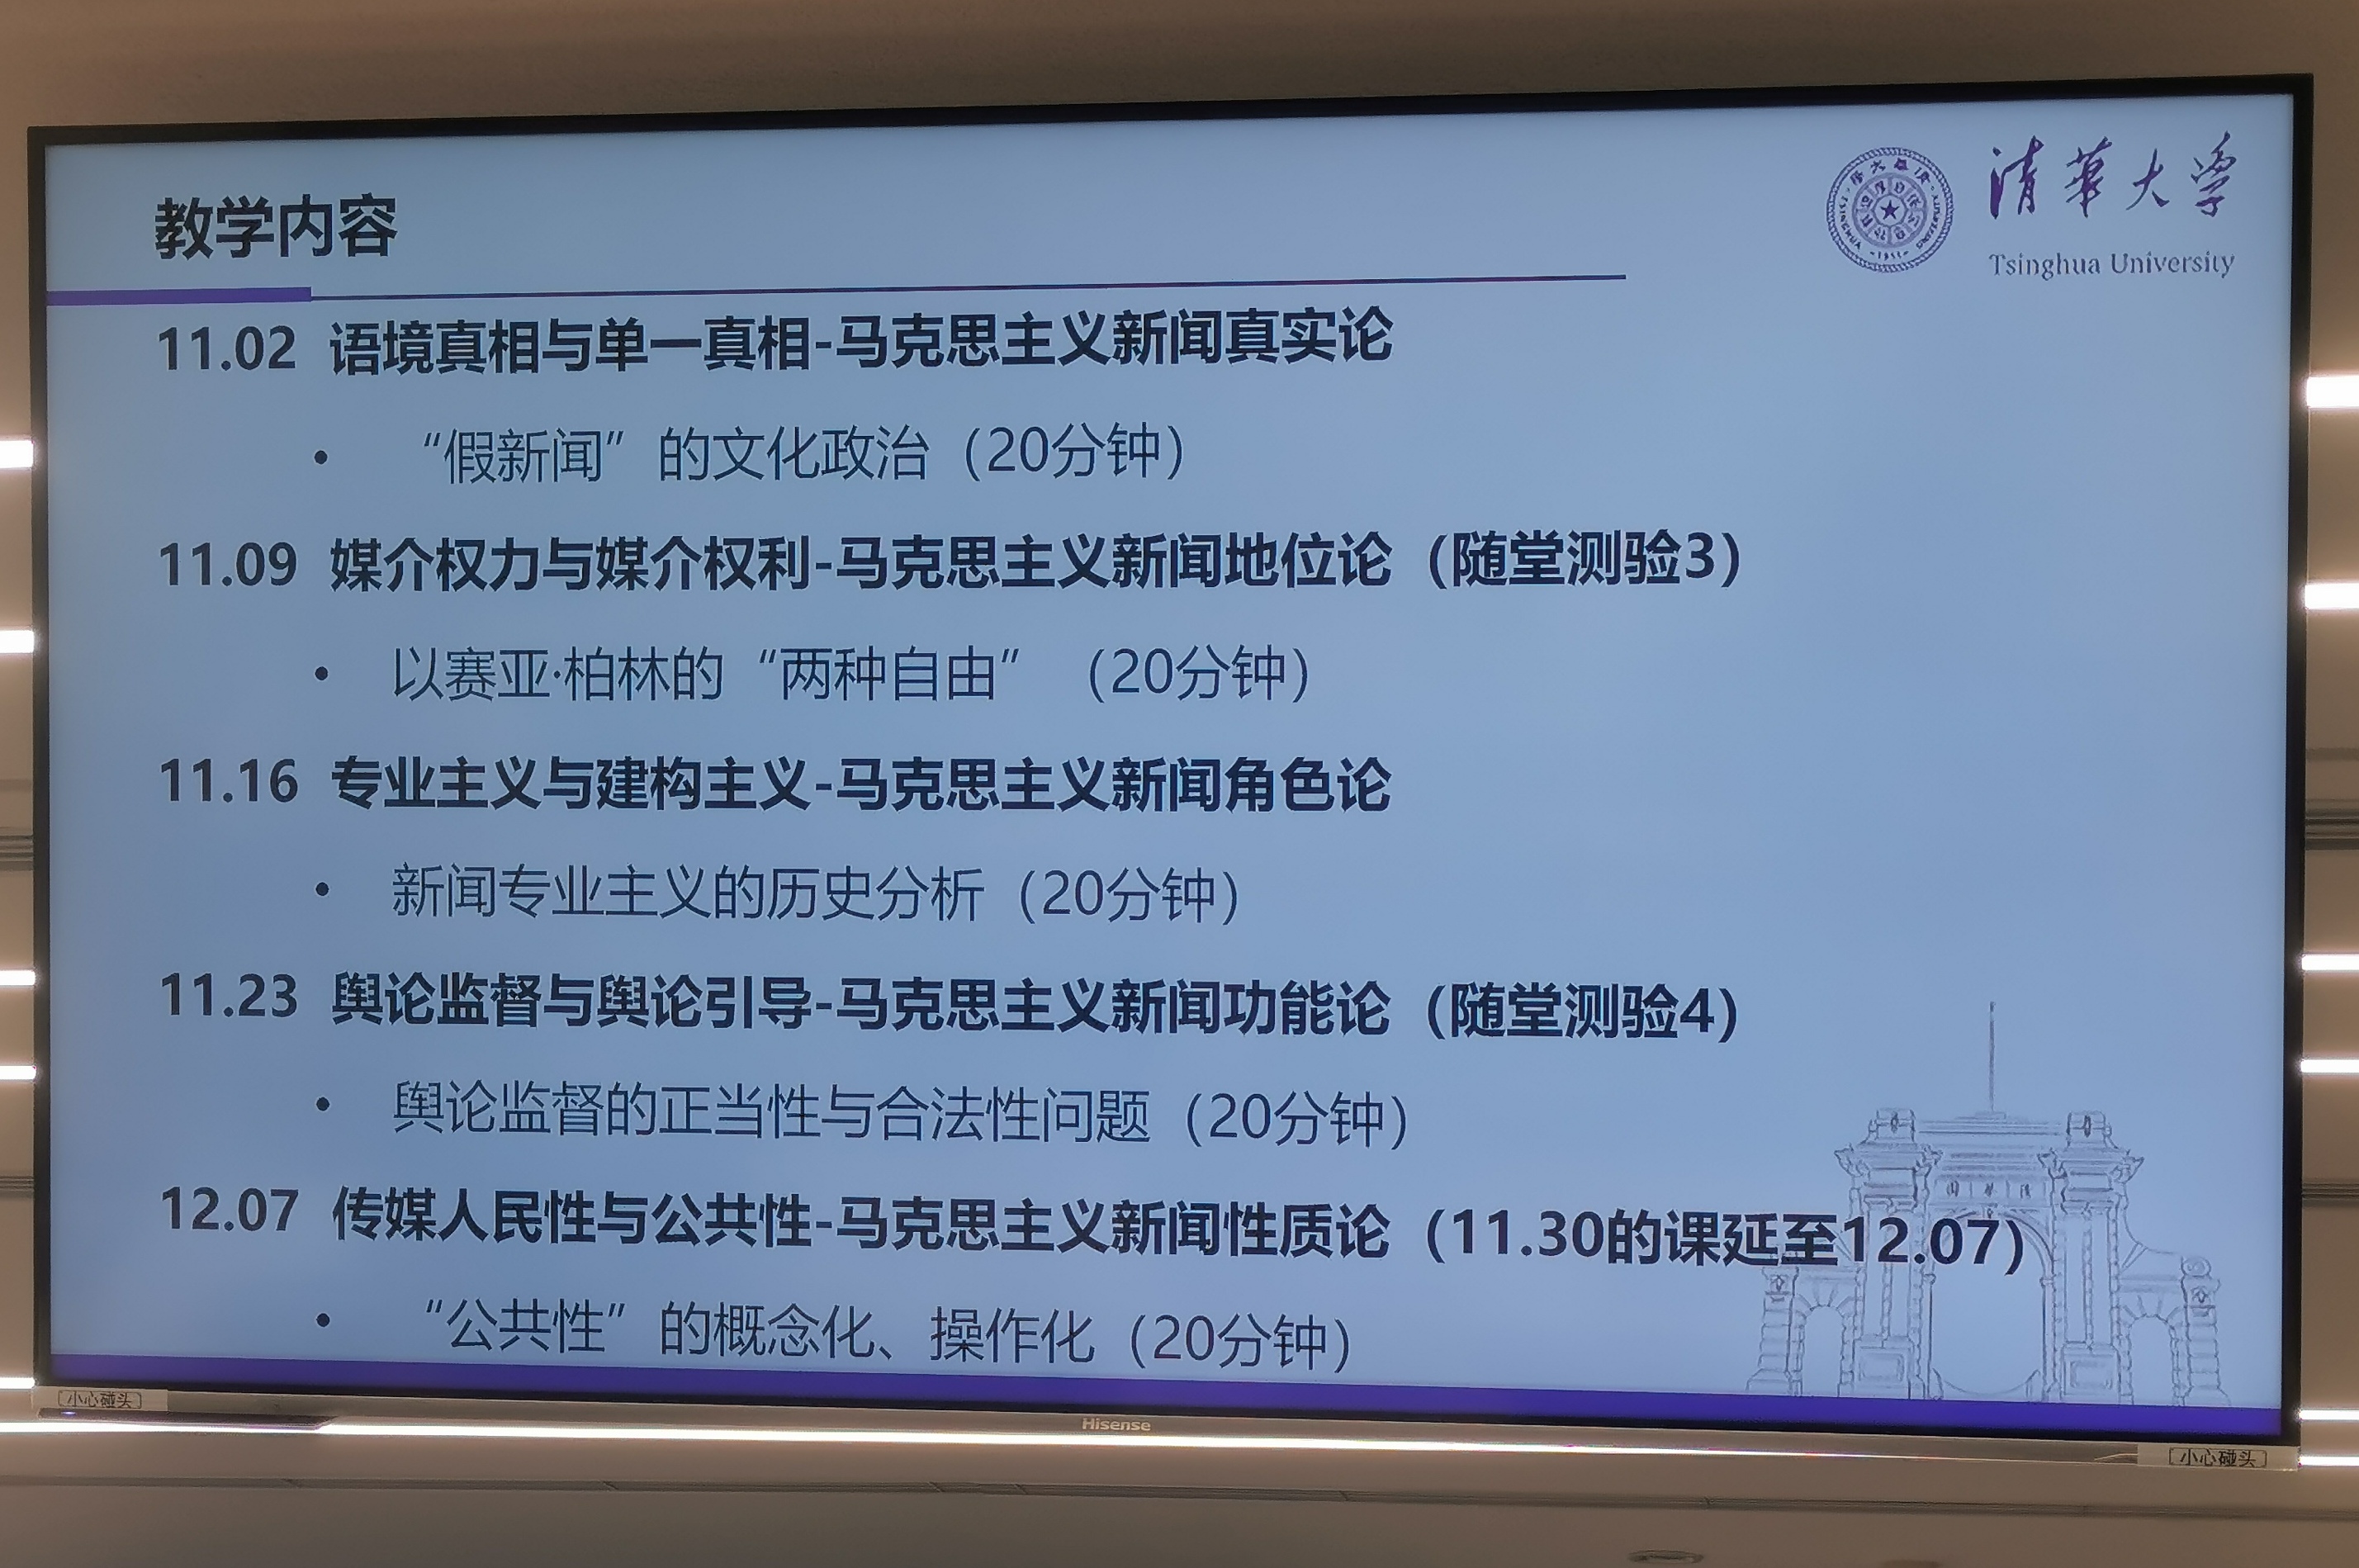 教学内容
清華大学
Tsinghua University
11.02 语境真相与单一真相-马克思主义新闻真实论
• “假新闻”的文化政治（20分钟）
11.09 媒介权力与媒介权利-马克思主义新闻地位论（随堂测验3）
• 以赛亚·柏林的“两种自由”（20分钟）
11.16 专业主义与建构主义-马克思主义新闻角色论
• 新闻专业主义的历史分析（20分钟）
11.23 舆论监督与舆论引导-马克思主义新闻功能论（随堂测验4）
• 舆论监督的正当性与合法性问题（20分钟）
12.07 传媒人民性与公共性-马克思主义新闻性质论（11.30的课延至12.07）
• “公共性”的概念化、操作化（20分钟）
小心碰头
Hisense
小心碰头